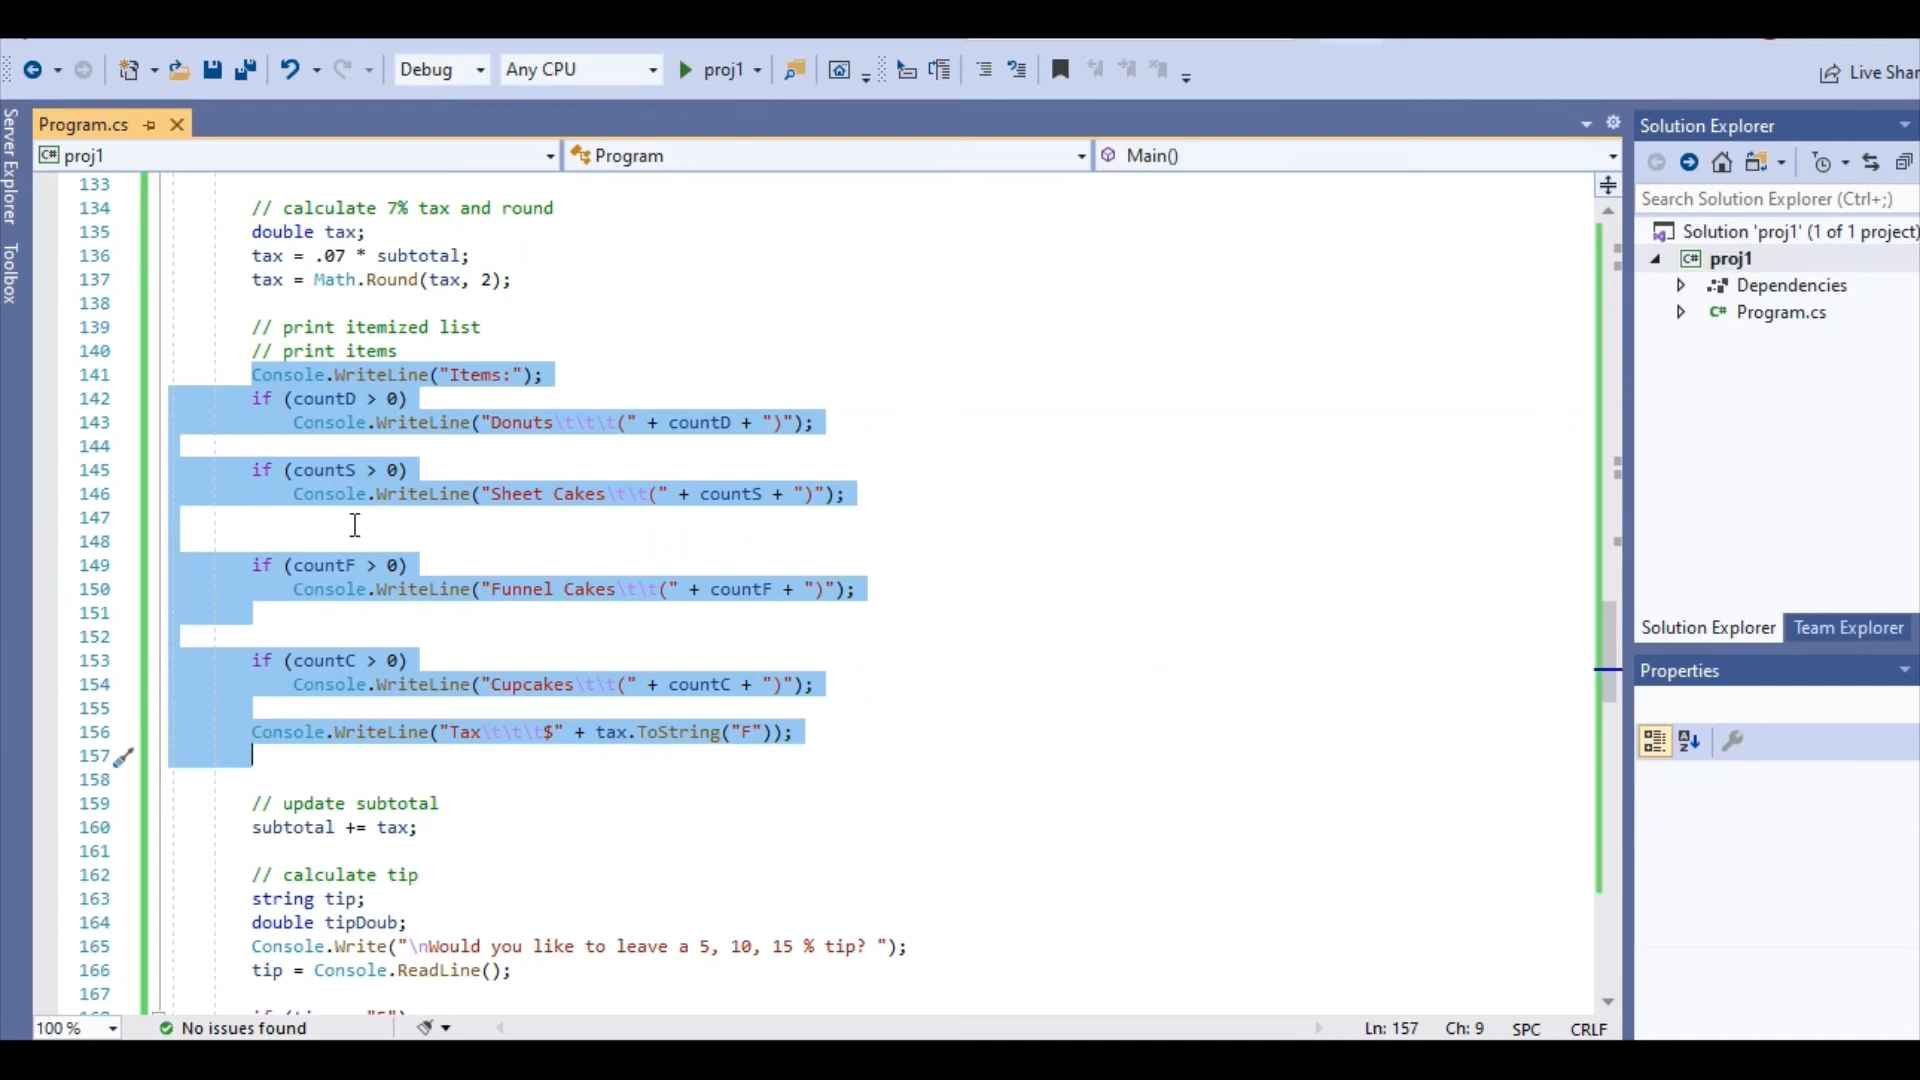 Debug
Any CPU
proj1
Live Shar
Server Explorer
Toolbox
Program.cs
C# proj1
Program
Main()
133
134 // calculate 7% tax and round
135 double tax;
136 tax = .07 * subtotal;
137 tax = Math.Round(tax, 2);
138
139 // print itemized list
140 // print items
141 Console.WriteLine("Items:");
142 if (countD > 0)
143 Console.WriteLine("Donuts\t\t\t(" + countD + ")");
144
145 if (countS > 0)
146 Console.WriteLine("Sheet Cakes\t\t(" + countS + ")");
147
148
149 if (countF > 0)
150 Console.WriteLine("Funnel Cakes\t\t(" + countF + ")");
151
152
153 if (countC > 0)
154 Console.WriteLine("Cupcakes\t\t(" + countC + ")");
155
156 Console.WriteLine("Tax\t\t\t$" + tax.ToString("F"));
157
158
159 // update subtotal
160 subtotal += tax;
161
162 // calculate tip
163 string tip;
164 double tipDoub;
165 Console.Write("\nWould you like to leave a 5, 10, 15 % tip? ");
166 tip = Console.ReadLine();
167
100 %
No issues found
Ln: 157 Ch: 9 SPC CRLF
Solution Explorer
Search Solution Explorer (Ctrl+;)
Solution 'proj1' (1 of 1 project)
C# proj1
Dependencies
C# Program.cs
Solution Explorer Team Explorer
Properties